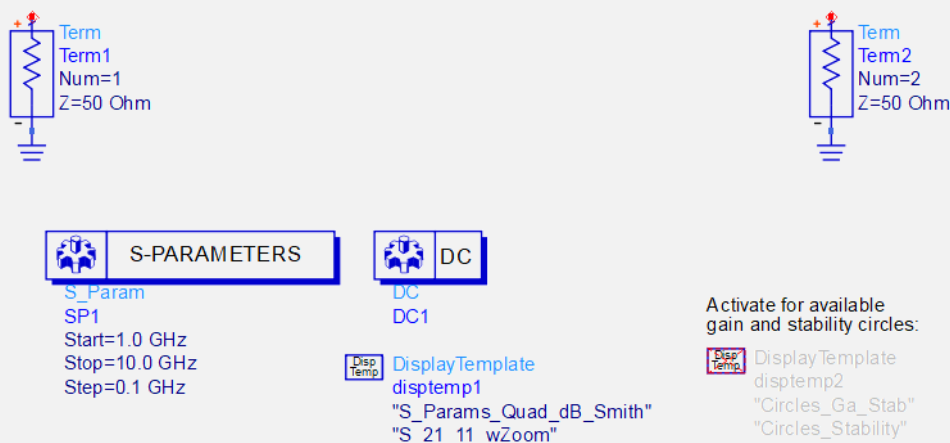 Term
Term1
Num=1
Z=50 Ohm
Term
Term2
Num=2
Z=50 Ohm
S-PARAMETERS
S_Param
SP1
Start=1.0 GHz
Stop=10.0 GHz
Step=0.1 GHz
DC
DC
DC1
Disp
Temp
DisplayTemplate
disptemp1
"S_Params_Quad_dB_Smith"
"S_21_11_wZoom"
Activate for available
gain and stability circles:
Disp
Temp
DisplayTemplate
disptemp2
"Circles_Ga_Stab"
"Circles_Stability"